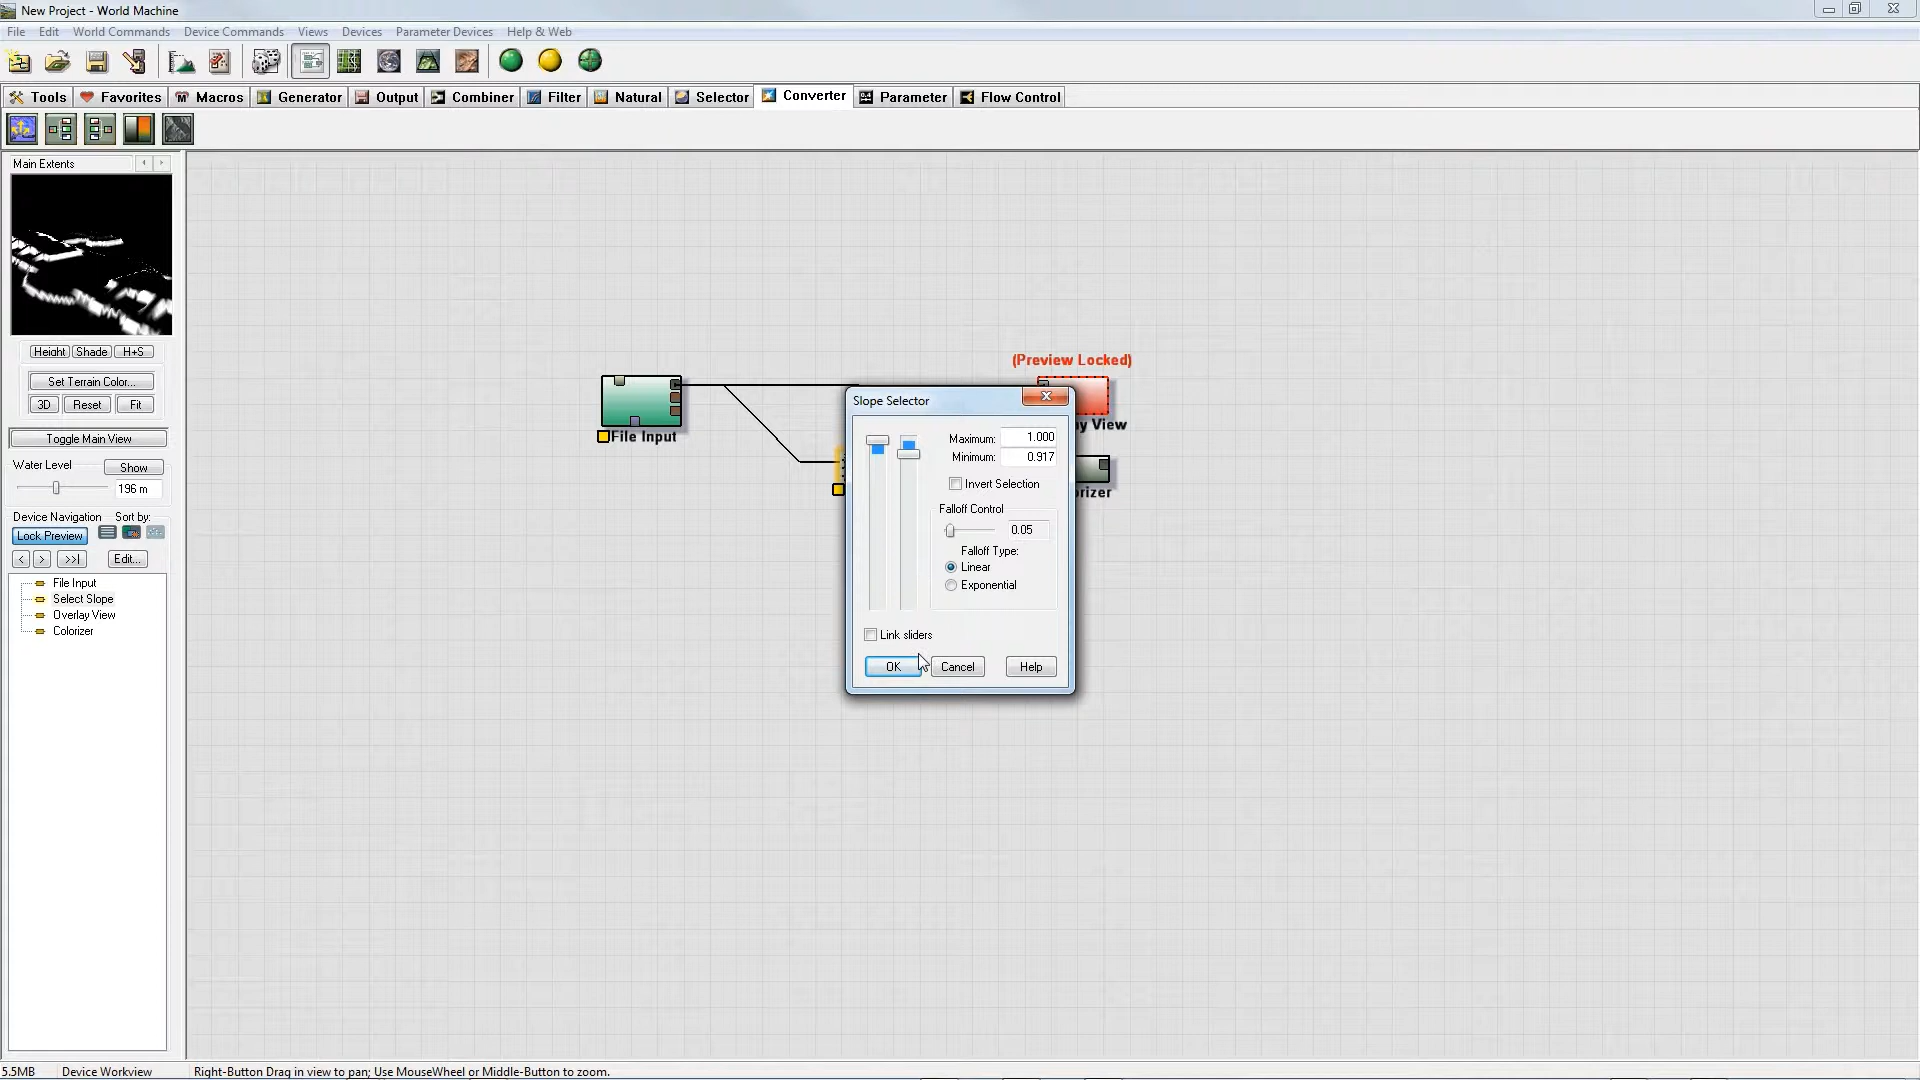 New Project - World Machine
File Edit World Commands Device Commands Views Devices Parameter Devices Help & Web
Tools Favorites Macros Generator Output Combiner Filter Natural Selector Converter Parameter Flow Control
Main Extents
Height Shade H+S
Set Terrain Color...
3D Reset Fit
Toggle Main View
Water Level Show
196 m
Device Navigation Sort by:
Lock Preview
< > >>| Edit...
File Input
Select Slope
Overlay View
Colorizer
File Input
(Preview Locked)
Slope Selector
Maximum: 1.000
Minimum: 0.917
Invert Selection
Falloff Control
0.05
Falloff Type:
Linear
Exponential
Link sliders
OK Cancel Help
y View
rizer
5.5MB Device Workview Right-Button Drag in view to pan; Use MouseWheel or Middle-Button to zoom.